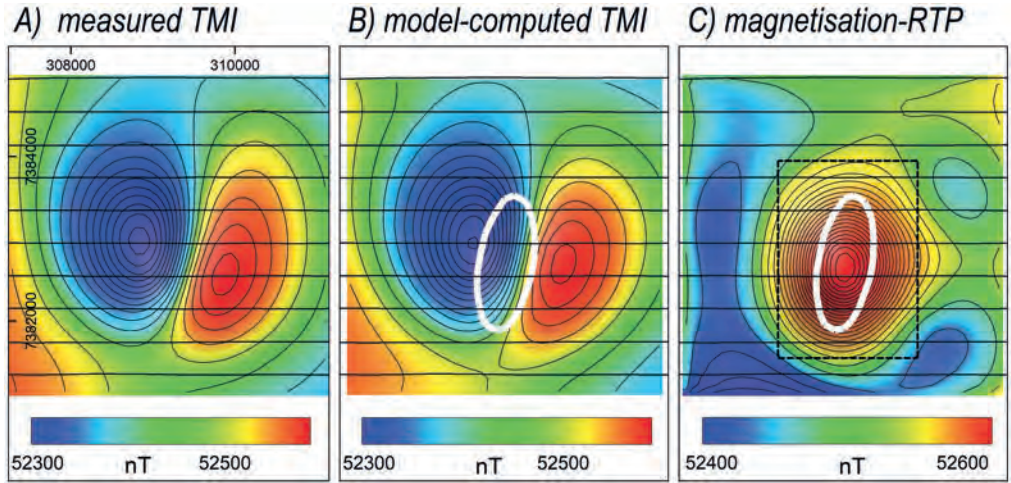 A) measured TMI
B) model-computed TMI
C) magnetisation-RTP
308000 310000
7384000
7382000
52300 nT 52500
52300 nT 52500
52400 nT 52600